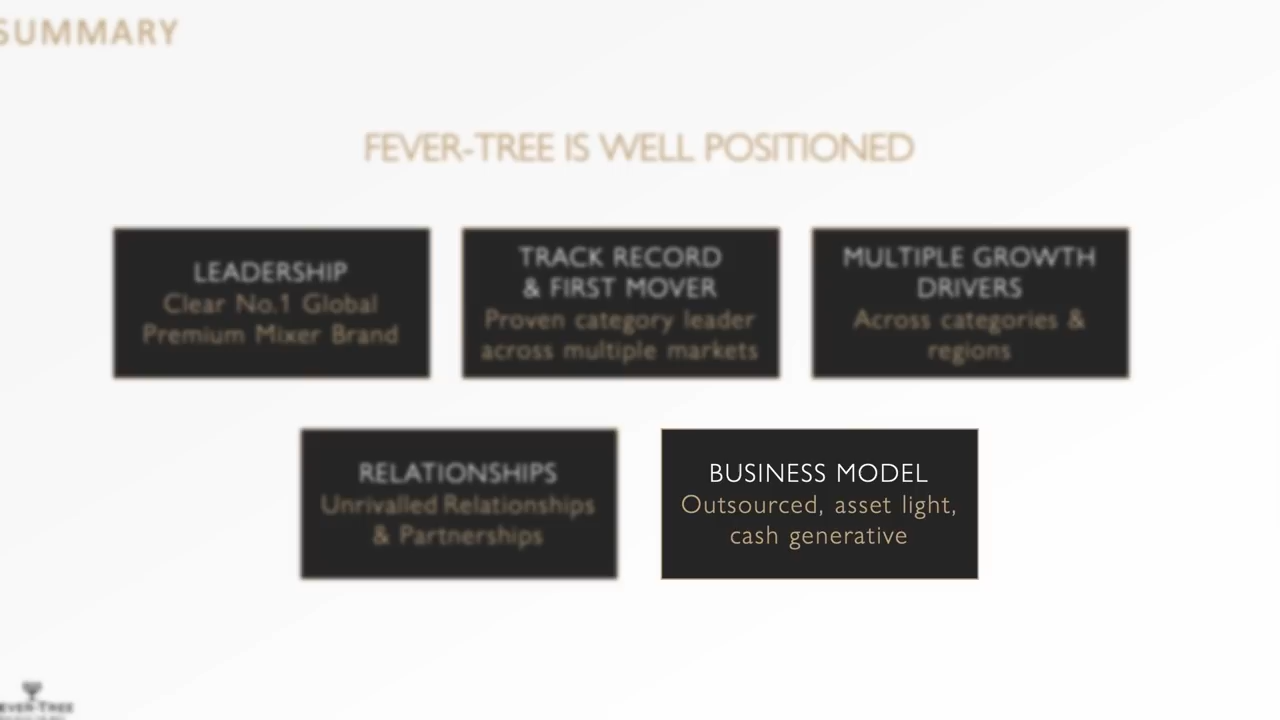 SUMMARY
FEVER-TREE IS WELL POSITIONED
LEADERSHIP
Clear No.1 Global
Premium Mixer Brand
TRACK RECORD
& FIRST MOVER
Proven category leader
across multiple markets
MULTIPLE GROWTH
DRIVERS
Across categories &
regions
RELATIONSHIPS
Unrivalled Relationships
& Partnerships
BUSINESS MODEL
Outsourced, asset light,
cash generative
EVER-TREE